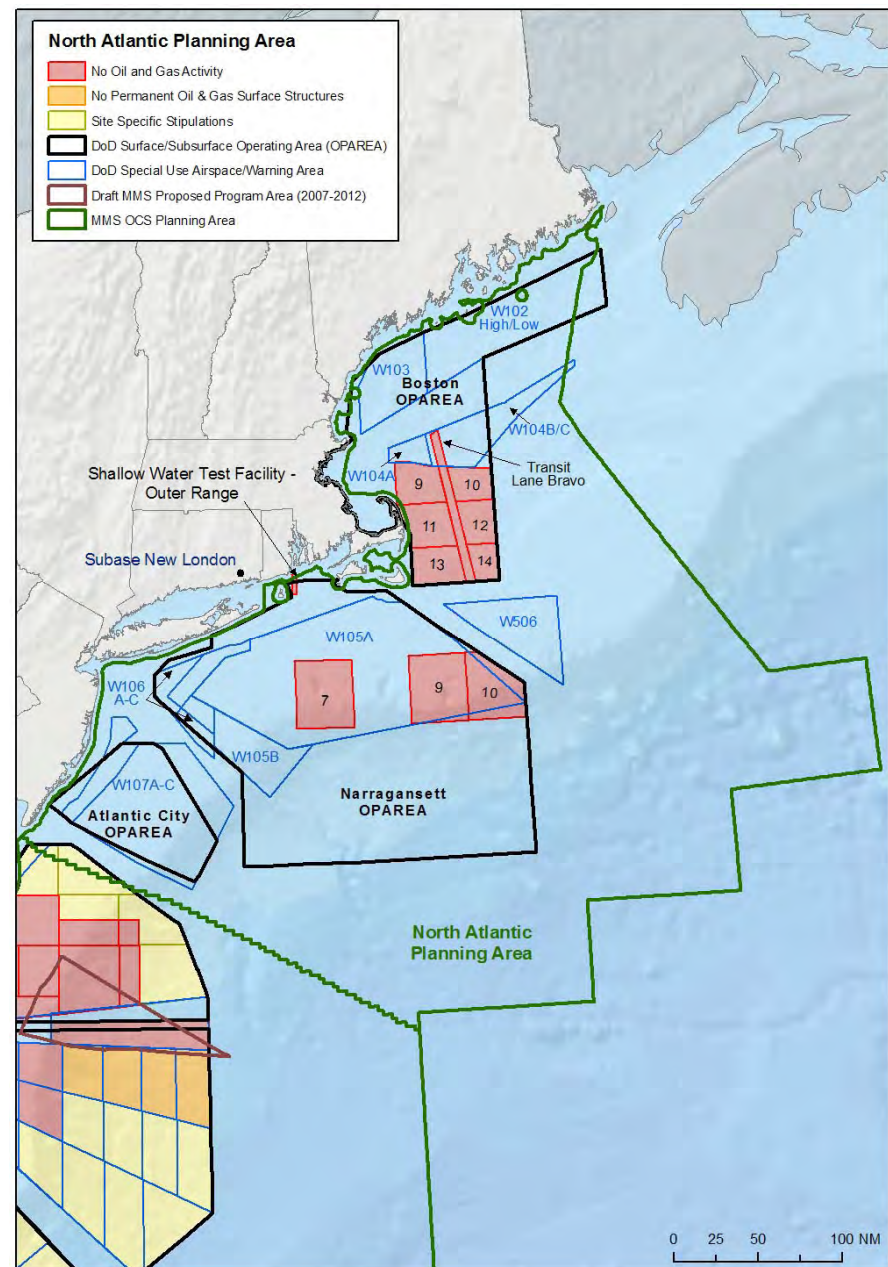 North Atlantic Planning Area
No Oil and Gas Activity
No Permanent Oil & Gas Surface Structures
Site Specific Stipulations
DoD Surface/Subsurface Operating Area (OPAREA)
DoD Special Use Airspace/Warning Area
Draft MMS Proposed Program Area (2007-2012)
MMS OCS Planning Area
W102
High/Low
W103
Boston
OPAREA
W104B/C
W104A
Transit
Lane Bravo
Shallow Water Test Facility -
Outer Range
9
10
11
12
13
14
Subase New London
W506
W105A
W106
A-C
7
9
10
W105B
W107A-C
Narragansett
OPAREA
Atlantic City
OPAREA
North Atlantic
Planning Area
0 25 50 100 NM